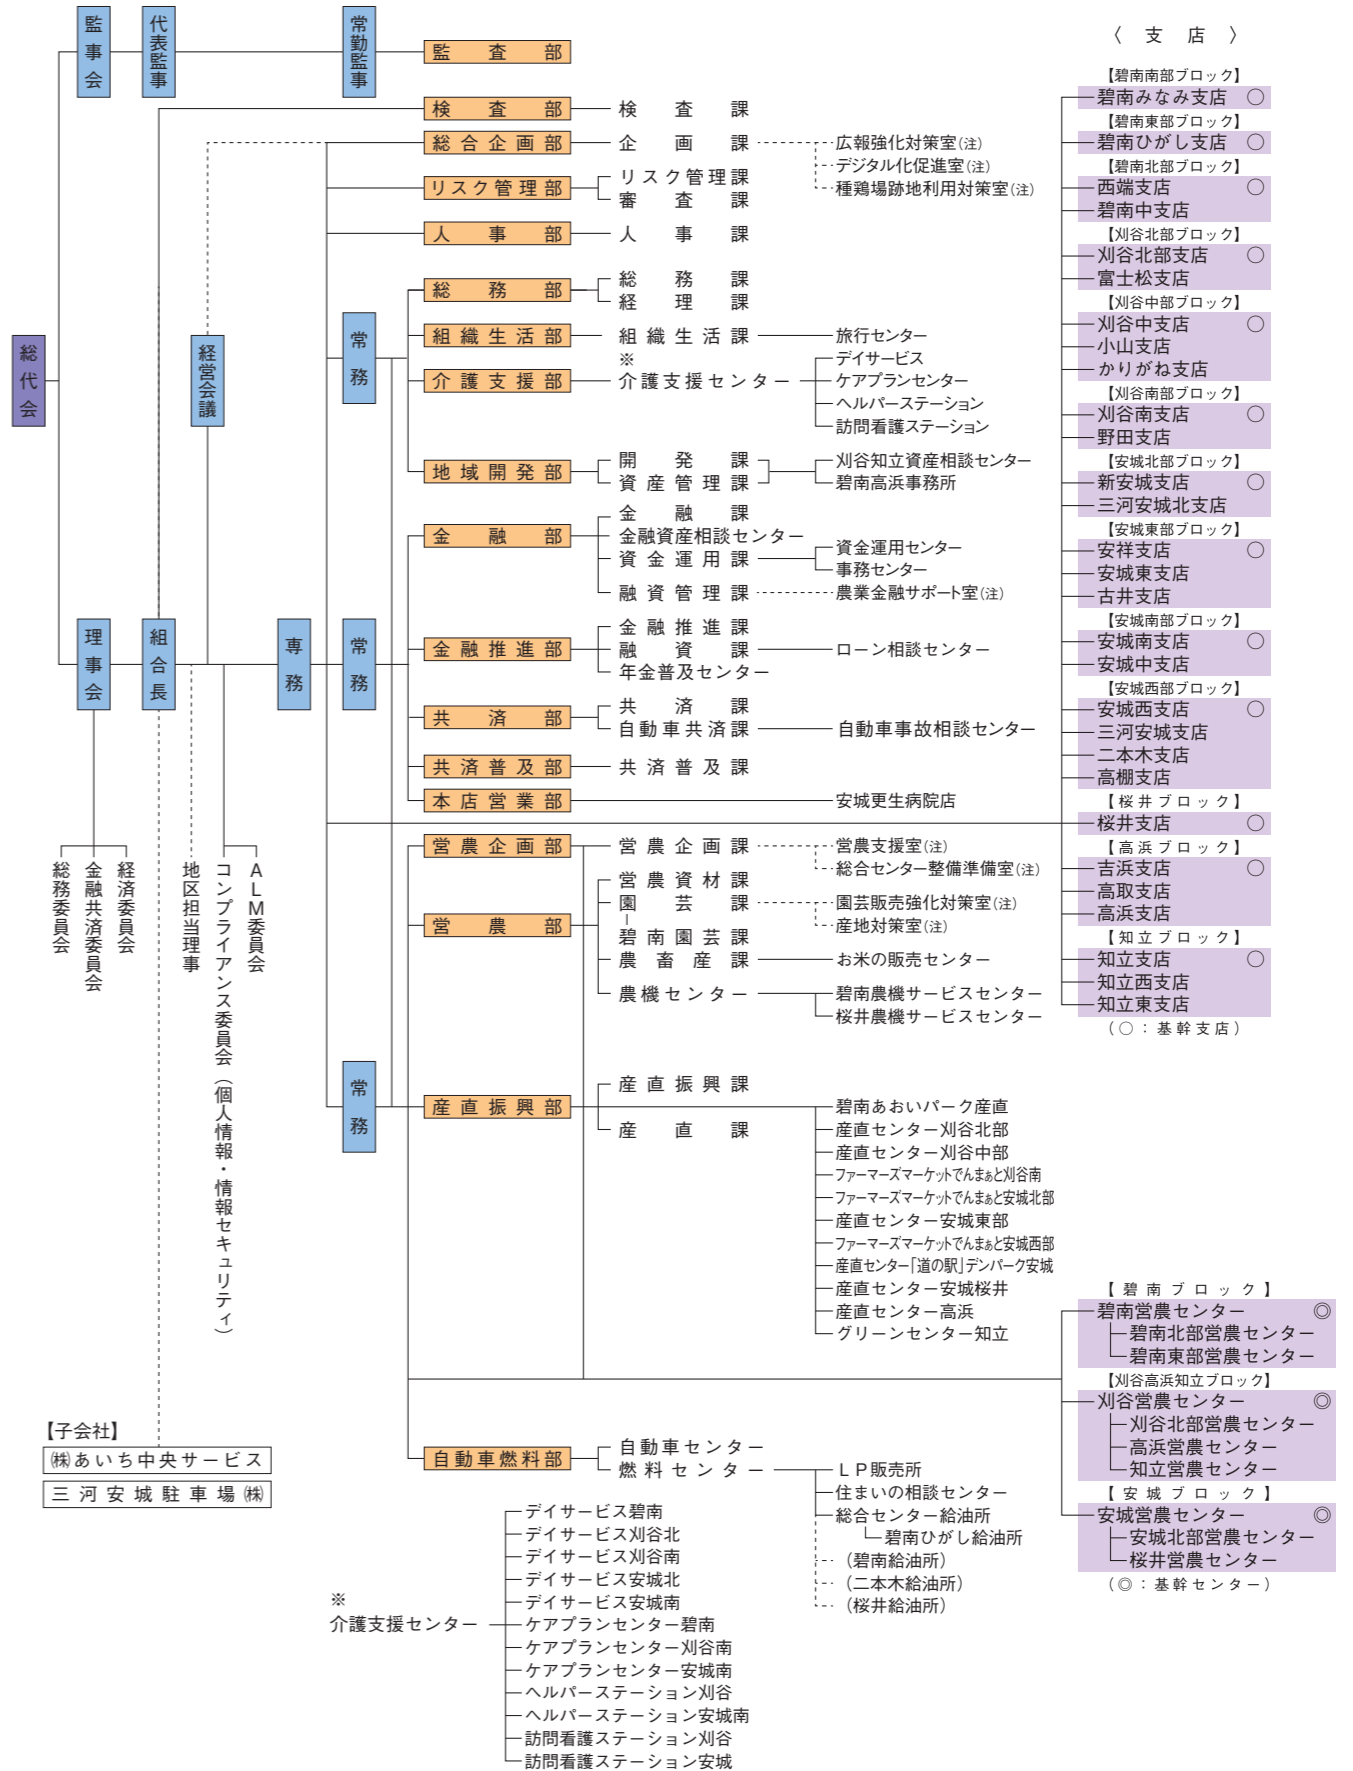 総代会
監事会
代表監事
常勤監事
監査部
検査部
検査課
総合企画部
企画課
広報強化対策室(注)
デジタル化促進室(注)
種鶏場跡地利用対策室(注)
リスク管理部
リスク管理課
審査課
人事部
人事課
経営会議
常務
総務部
総務課
経理課
組織生活部
組織生活課
旅行センター
介護支援部
※
介護支援センター
デイサービス
ケアプランセンター
ヘルパーステーション
訪問看護ステーション
地域開発部
開発課
資産管理課
刈谷知立資産相談センター
碧南高浜事務所
理事会
組合長
専務
常務
金融部
金融課
金融資産相談センター
資金運用課
資金運用センター
事務センター
融資管理課
農業金融サポート室(注)
金融推進部
金融推進課
融資課
ローン相談センター
年金普及センター
共済部
共済課
自動車共済課
自動車事故相談センター
共済普及部
共済普及課
本店営業部
安城更生病院店
総務委員会
金融共済委員会
経済委員会
地区担当理事
コンプライアンス委員会(個人情報・情報セキュリティ)
ALM委員会
常務
営農企画部
営農企画課
営農支援室(注)
総合センター整備準備室(注)
営農部
営農資材課
園芸課
園芸販売強化対策室(注)
産地対策室(注)
碧南園芸課
農畜産課
お米の販売センター
農機センター
碧南農機サービスセンター
桜井農機サービスセンター
産直振興部
産直振興課
産直課
碧南あおいパーク産直
産直センター刈谷北部
産直センター刈谷中部
ファーマーズマーケットでんまぁと刈谷南
ファーマーズマーケットでんまぁと安城北部
産直センター安城東部
ファーマーズマーケットでんまぁと安城西部
産直センター「道の駅」デンパーク安城
産直センター安城桜井
産直センター高浜
グリーンセンター知立
自動車燃料部
自動車センター
燃料センター
LP販売所
住まいの相談センター
総合センター給油所
碧南ひがし給油所
(碧南給油所)
(二本木給油所)
(桜井給油所)
【子会社】
㈱あいち中央サービス
三河安城駐車場㈱
※
介護支援センター
デイサービス碧南
デイサービス刈谷北
デイサービス刈谷南
デイサービス安城北
デイサービス安城南
ケアプランセンター碧南
ケアプランセンター刈谷南
ケアプランセンター安城南
ヘルパーステーション刈谷
ヘルパーステーション安城南
訪問看護ステーション刈谷
訪問看護ステーション安城
〈支店〉
【碧南南部ブロック】
碧南みなみ支店 ○
【碧南東部ブロック】
碧南ひがし支店 ○
【碧南北部ブロック】
西端支店 ○
碧南中支店
【刈谷北部ブロック】
刈谷北部支店 ○
富士松支店
【刈谷中部ブロック】
刈谷中支店 ○
小山支店
かりがね支店
【刈谷南部ブロック】
刈谷南支店 ○
野田支店
【安城北部ブロック】
新安城支店 ○
三河安城北支店
【安城東部ブロック】
安祥支店 ○
安城東支店
古井支店
【安城南部ブロック】
安城南支店 ○
安城中支店
【安城西部ブロック】
安城西支店 ○
三河安城支店
二本木支店
高棚支店
【桜井ブロック】
桜井支店 ○
【高浜ブロック】
吉浜支店 ○
高取支店
高浜支店
【知立ブロック】
知立支店 ○
知立西支店
知立東支店
(○:基幹支店)
【碧南ブロック】
碧南営農センター ◎
碧南北部営農センター
碧南東部営農センター
【刈谷高浜知立ブロック】
刈谷営農センター ◎
刈谷北部営農センター
高浜営農センター
知立営農センター
【安城ブロック】
安城営農センター ◎
安城北部営農センター
桜井営農センター
(◎:基幹センター)